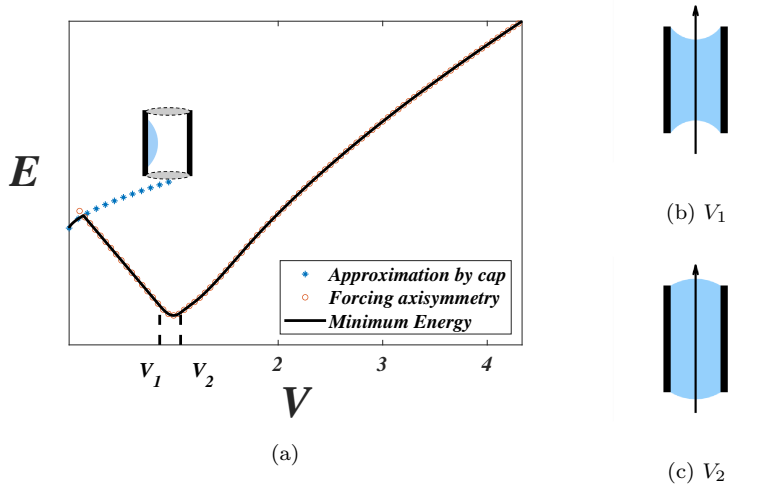 E
Approximation by cap
Forcing axisymmetry
Minimum Energy
V1 V2 2 3 4
V
(a)
(b) V1
(c) V2